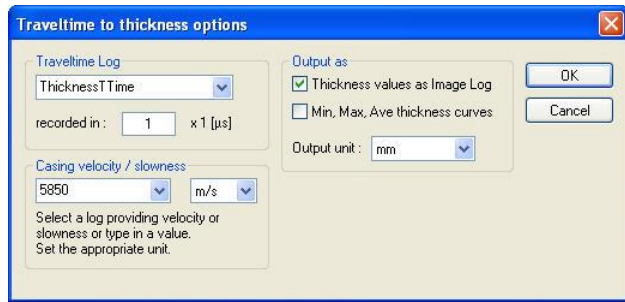 Traveltime to thickness options
Traveltime Log
ThicknessTTime
recorded in : 1 x 1 [µs]
Casing velocity / slowness
5850 m/s
Select a log providing velocity or
slowness or type in a value.
Set the appropriate unit.
Output as
Thickness values as Image Log
Min, Max, Ave thickness curves
Output unit : mm
OK
Cancel